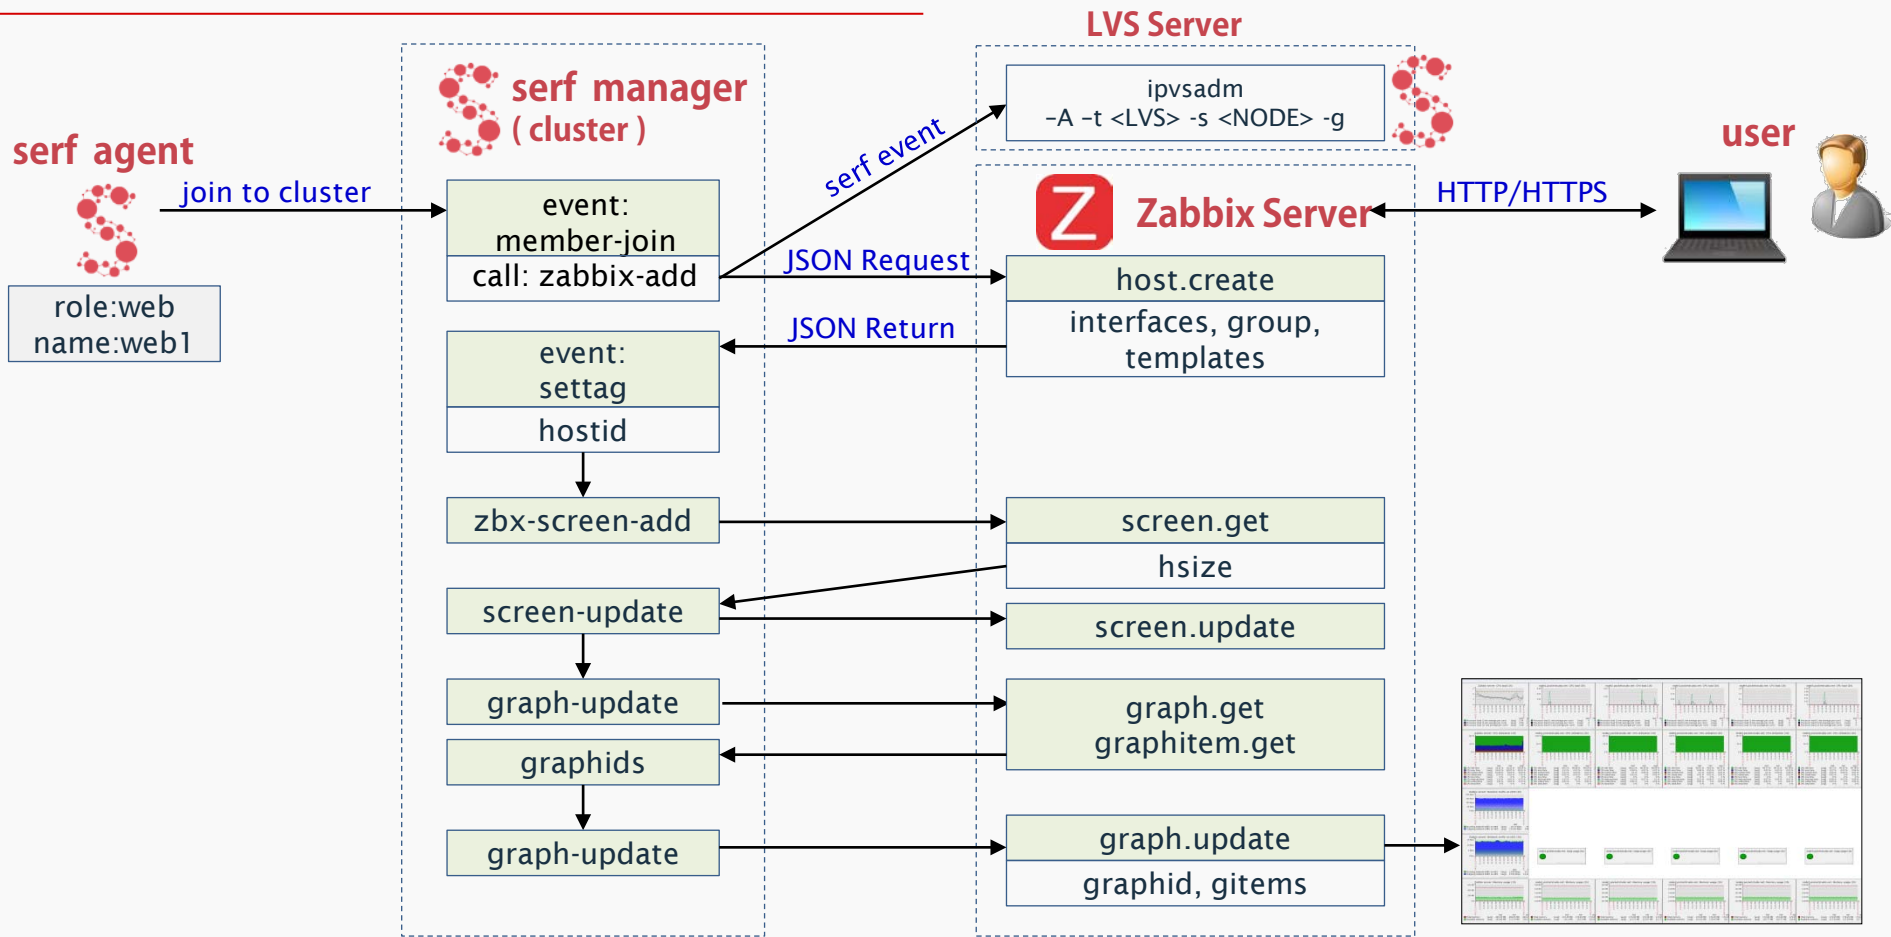 LVS Server
ipvsadm
–A –t <LVS> -s <NODE> -g
serf manager
( cluster )
serf agent
role:web
name:web1
join to cluster
event:
member-join
call: zabbix-add
serf event
JSON Request
JSON Return
Z
Zabbix Server
HTTP/HTTPS
user
host.create
interfaces, group,
templates
event:
settag
hostid
zbx-screen-add
screen.get
hsize
screen-update
screen.update
graph-update
graph.get
graphitem.get
graphids
graph-update
graph.update
graphid, gitems